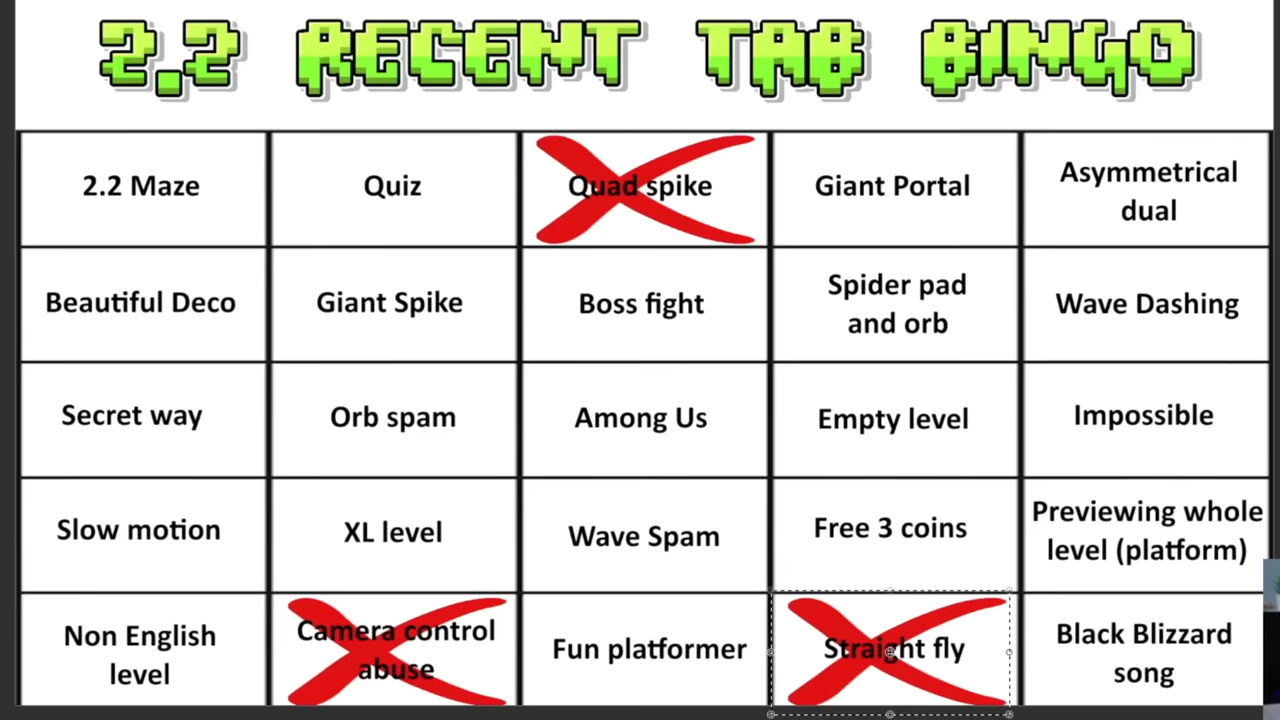 2.2 RECENT TAB BINGO
2.2 Maze
Quiz
Quad spike
Giant Portal
Asymmetrical
dual
Beautiful Deco
Giant Spike
Boss fight
Spider pad
and orb
Wave Dashing
Secret way
Orb spam
Among Us
Empty level
Impossible
Slow motion
XL level
Wave Spam
Free 3 coins
Previewing whole
level (platform)
Non English
level
Camera control
abuse
Fun platformer
Straight fly
Black Blizzard
song